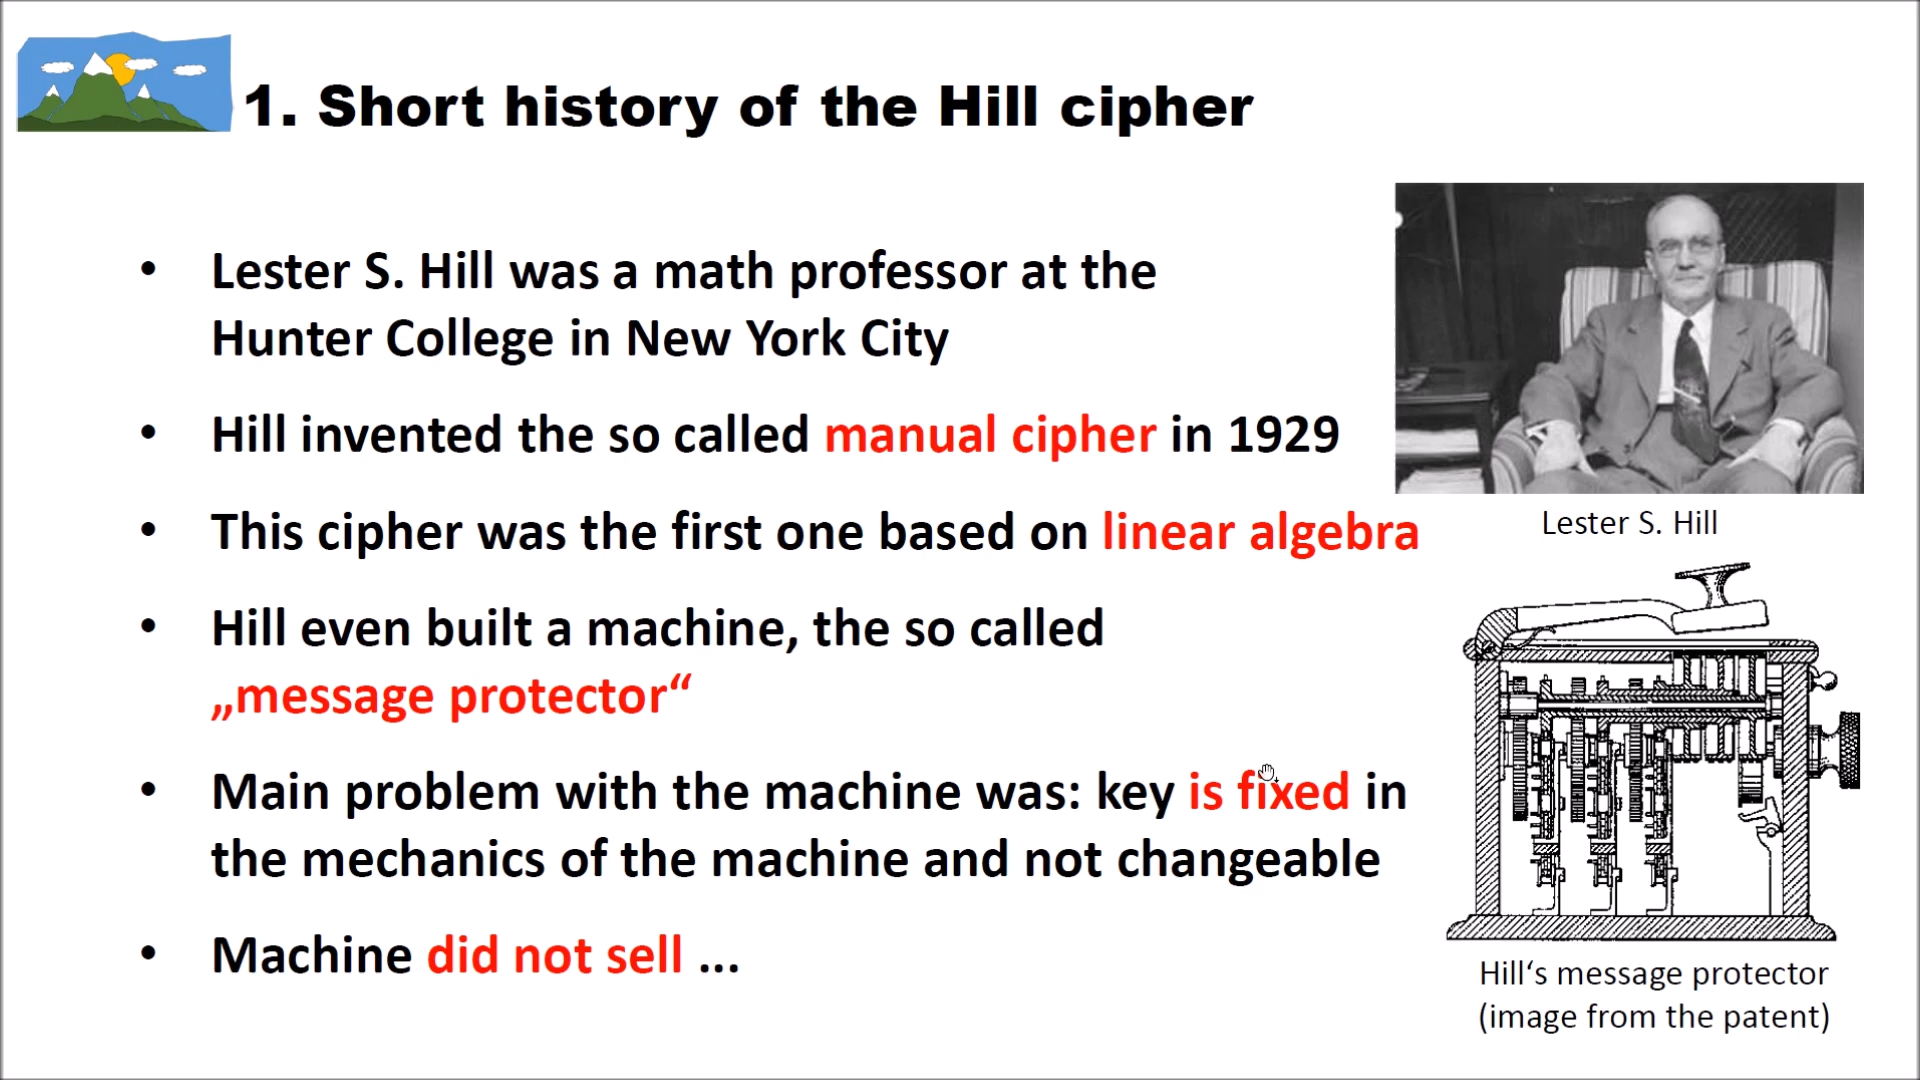 1. Short history of the Hill cipher
• Lester S. Hill was a math professor at the
Hunter College in New York City
• Hill invented the so called manual cipher in 1929
• This cipher was the first one based on linear algebra
• Hill even built a machine, the so called
„message protector“
• Main problem with the machine was: key is fixed in
the mechanics of the machine and not changeable
• Machine did not sell ...
Lester S. Hill
Hill‘s message protector
(image from the patent)